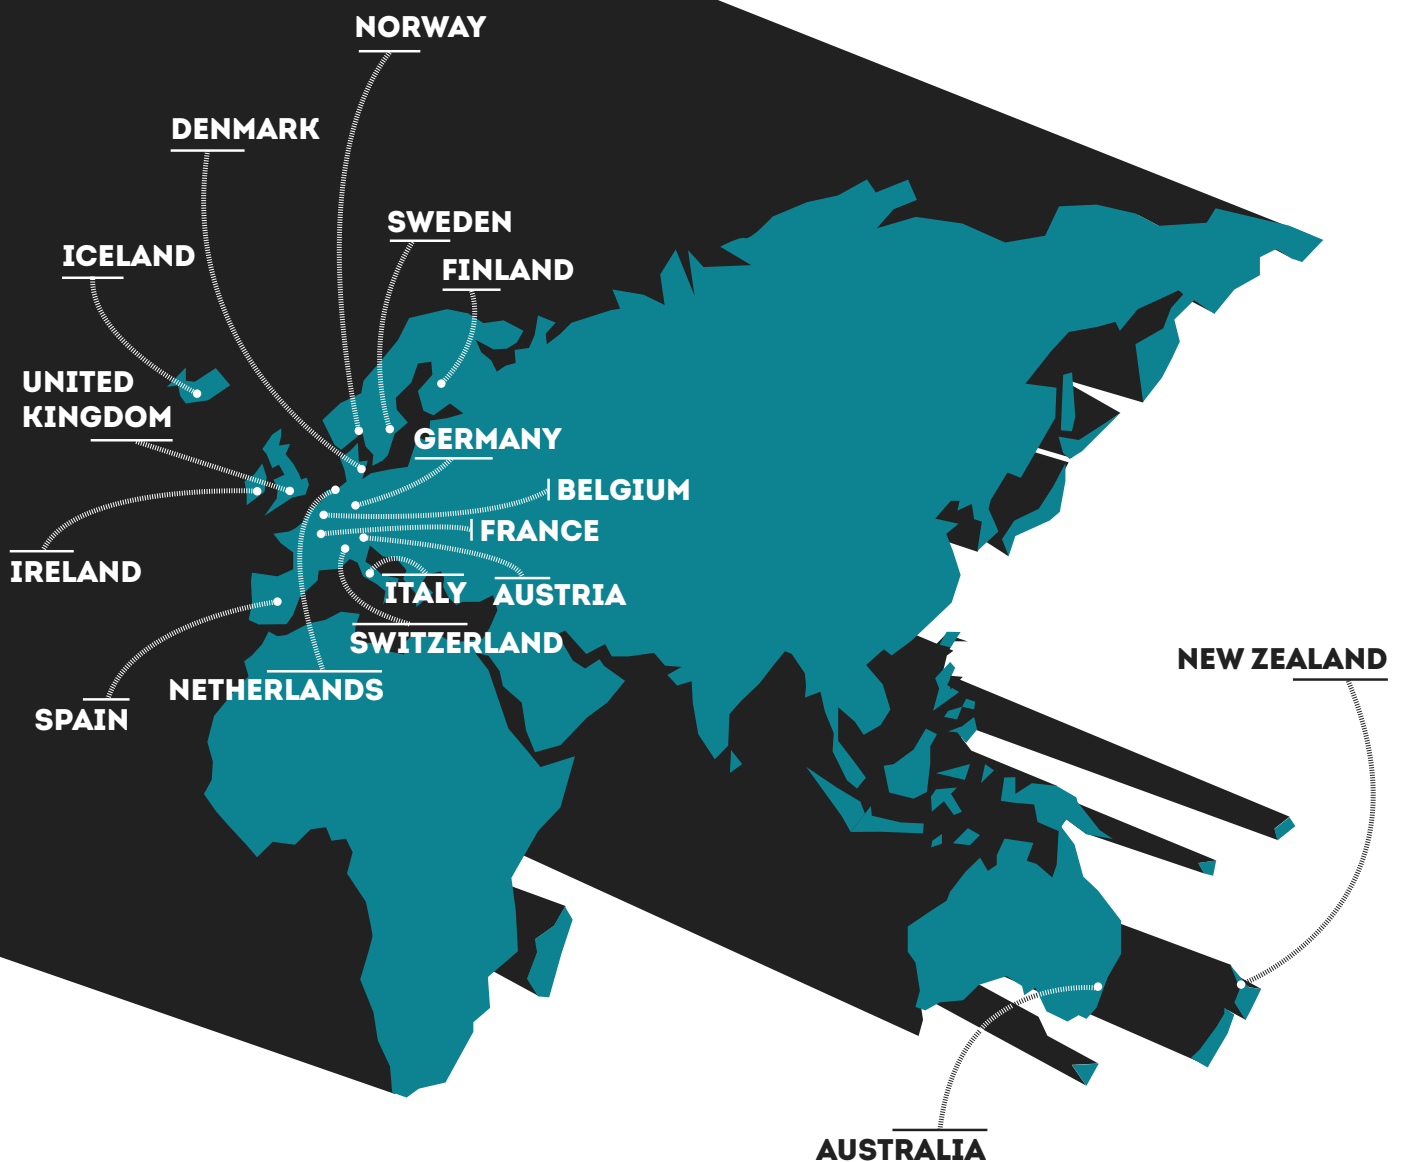 NORWAY
DENMARK
SWEDEN
ICELAND
FINLAND
UNITED
KINGDOM
GERMANY
BELGIUM
FRANCE
IRELAND
ITALY
AUSTRIA
SWITZERLAND
NEW ZEALAND
NETHERLANDS
SPAIN
AUSTRALIA